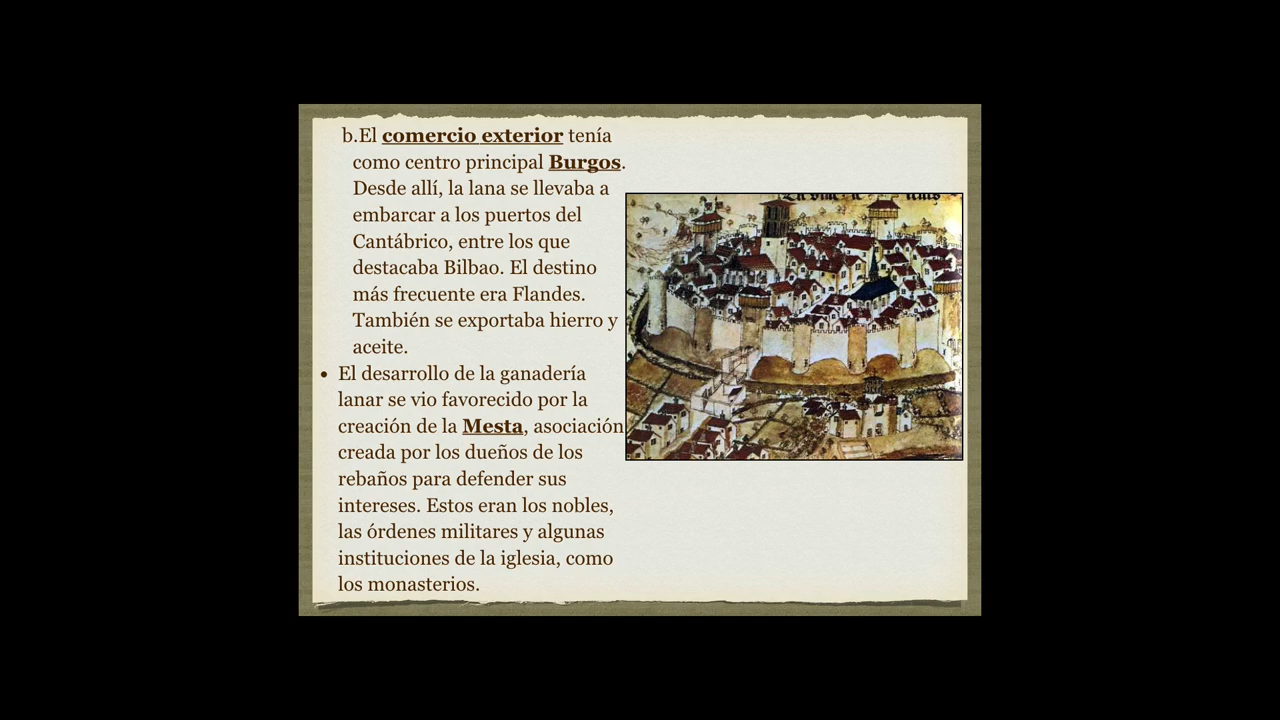 b.El comercio exterior tenía
como centro principal Burgos.
Desde allí, la lana se llevaba a
embarcar a los puertos del
Cantábrico, entre los que
destacaba Bilbao. El destino
más frecuente era Flandes.
También se exportaba hierro y
aceite.
• El desarrollo de la ganadería
lanar se vio favorecido por la
creación de la Mesta, asociación
creada por los dueños de los
rebaños para defender sus
intereses. Estos eran los nobles,
las órdenes militares y algunas
instituciones de la iglesia, como
los monasterios.